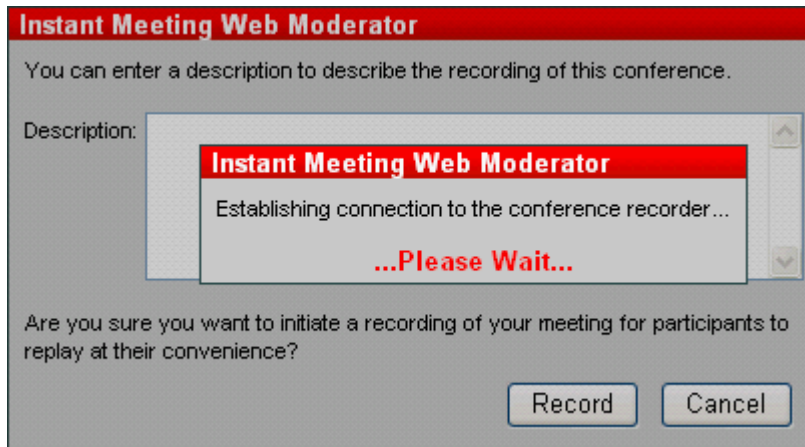 Instant Meeting Web Moderator
You can enter a description to describe the recording of this conference.
Description:
Instant Meeting Web Moderator
Establishing connection to the conference recorder...
...Please Wait...
Are you sure you want to initiate a recording of your meeting for participants to
replay at their convenience?
Record Cancel